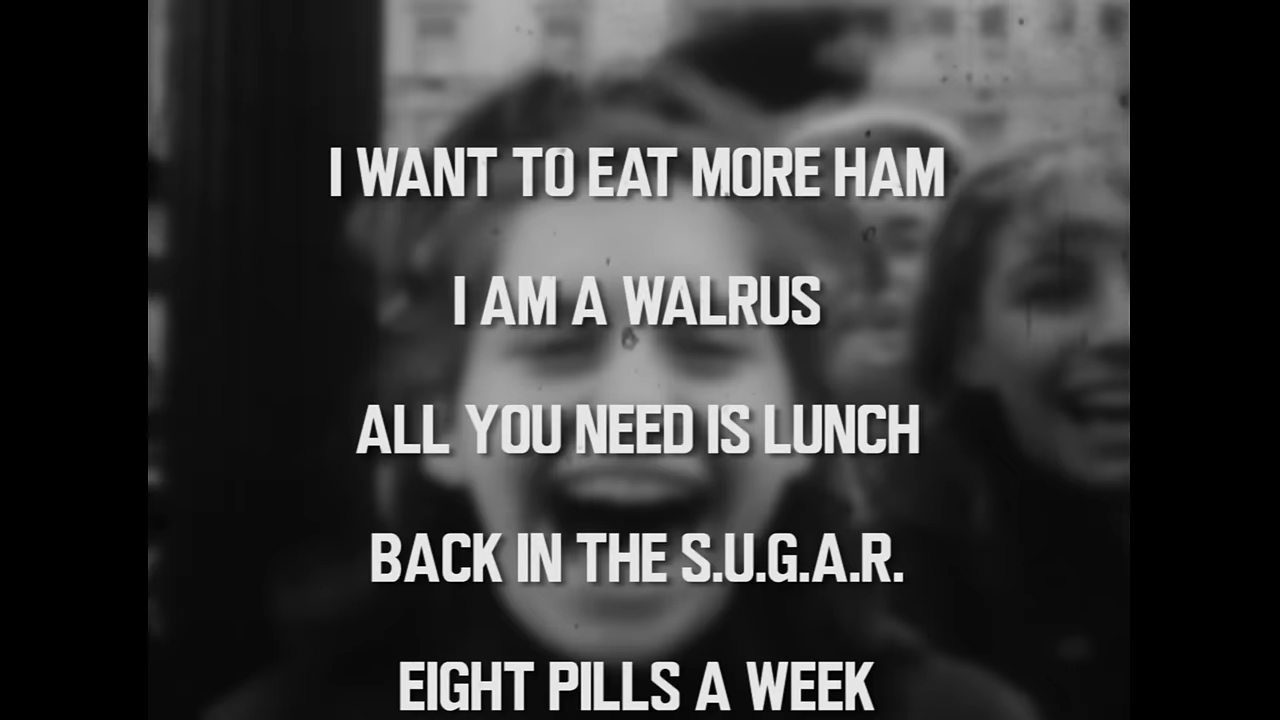 I WANT TO EAT MORE HAM
I AM A WALRUS
ALL YOU NEED IS LUNCH
BACK IN THE S.U.G.A.R.
EIGHT PILLS A WEEK